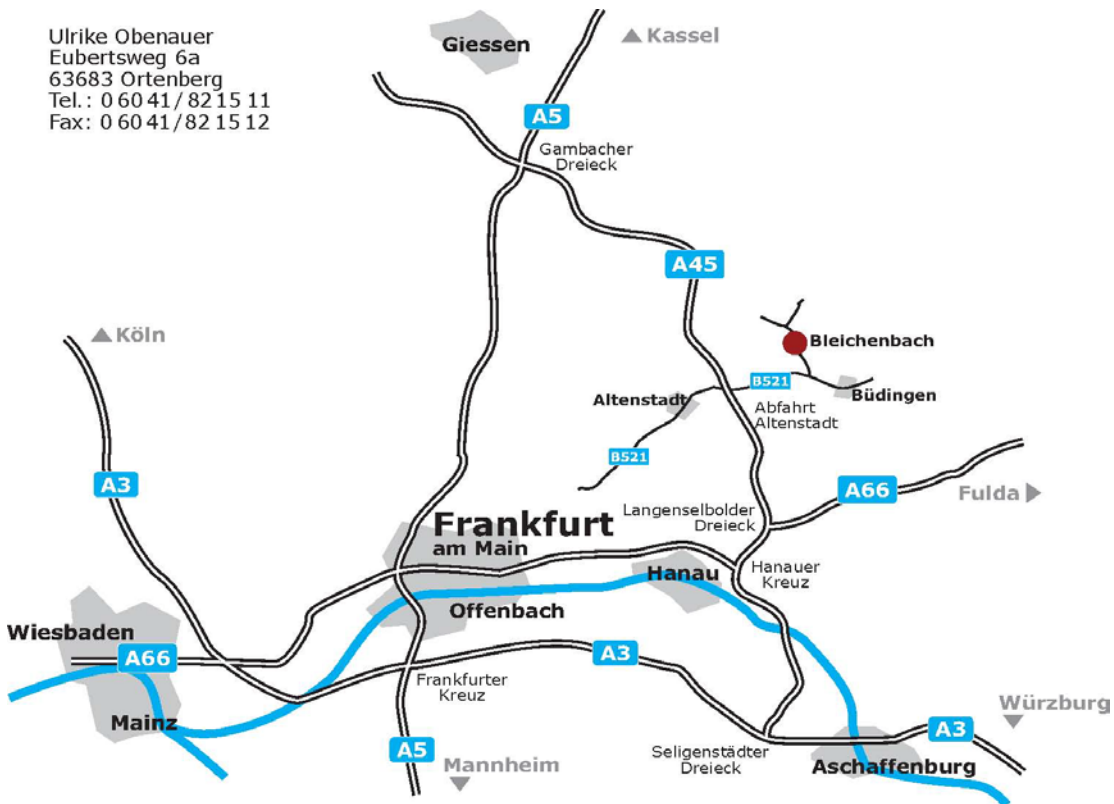 Ulrike Obenauer
Eubertsweg 6a
63683 Ortenberg
Tel.: 0 60 41 / 82 15 11
Fax: 0 60 41 / 82 15 12
Giessen
Kassel
A5
Gambacher
Dreieck
A45
Köln
Bleichenbach
B521
Büdingen
Altenstadt
Abfahrt
Altenstadt
B521
A3
A66
Fulda
Langenselbolder
Dreieck
Frankfurt
am Main
Hanauer
Kreuz
Hanau
Offenbach
Wiesbaden
A66
A3
Frankfurter
Kreuz
Mainz
Würzburg
A3
A5
Mannheim
Seligenstädter
Dreieck
Aschaffenburg